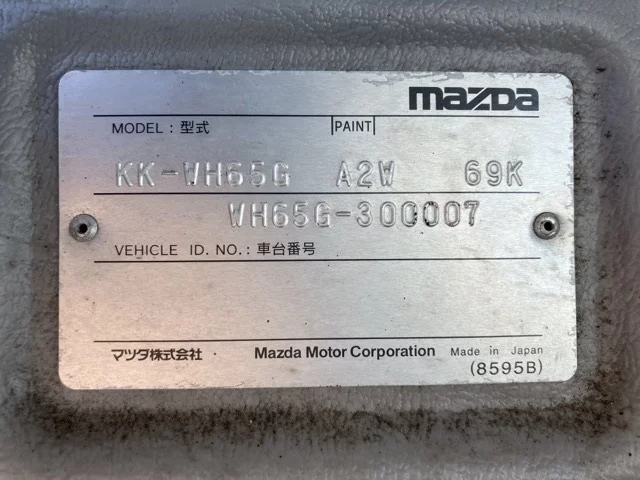 mazda
MODEL : 型式 |PAINT|
KK-WH65G A2W 69K
WH65G-300007
VEHICLE ID. NO. : 車台番号
マツダ株式会社 Mazda Motor Corporation Made in Japan
(8595B)